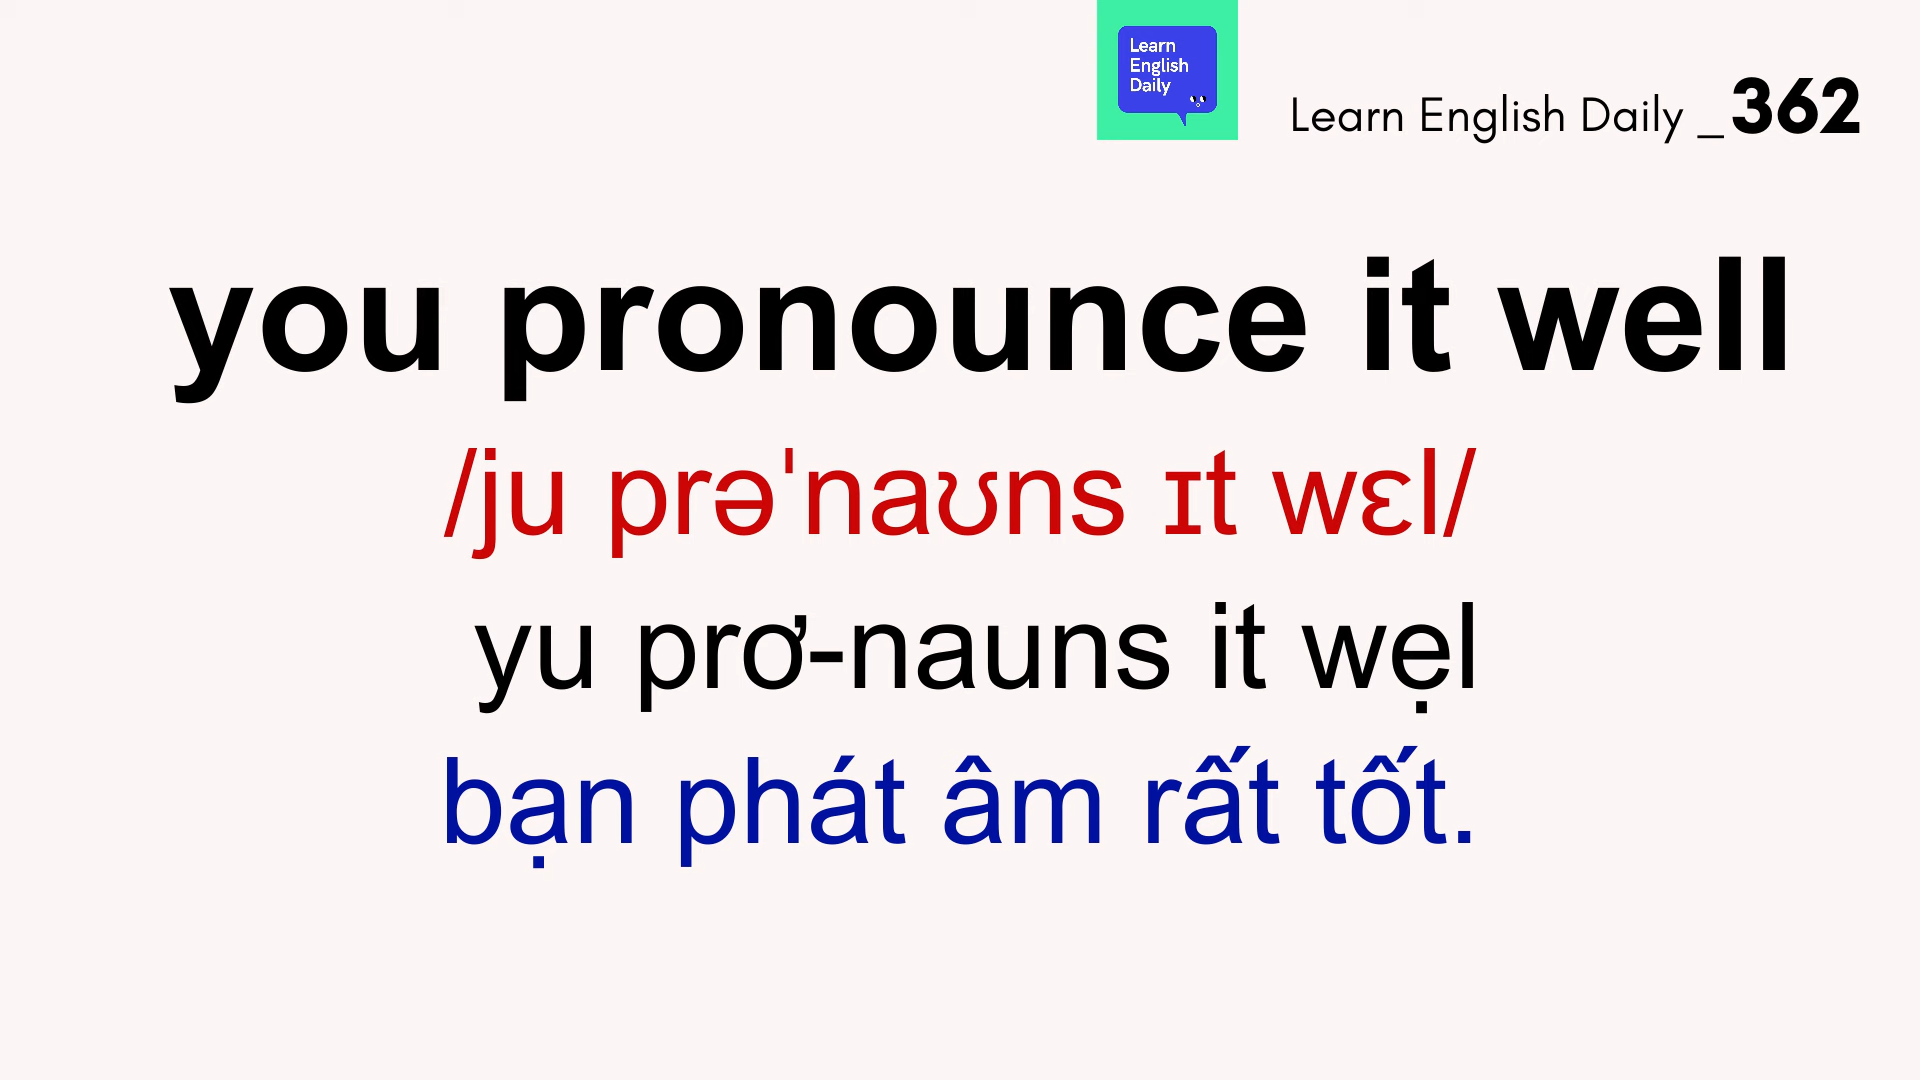 Learn
English
Daily
Learn English Daily _362
you pronounce it well
/ju prəˈnaʊns ɪt wɛl/
yu prơ-nauns it wẹl
bạn phát âm rất tốt.